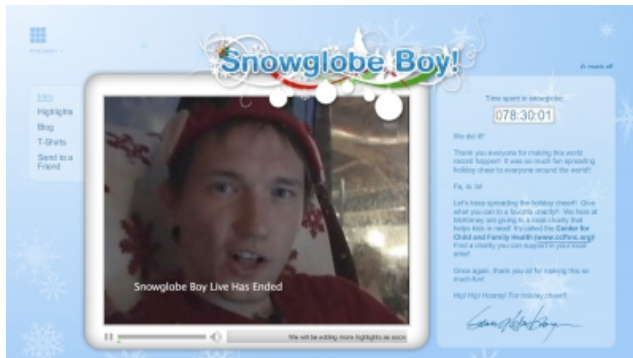 Snowglobe Boy!
music off
Time spent in snowglobe:
078:30:01
Intro
Highlights
Blog
T-Shirts
Send to a
Friend
We did it!
Thank you everyone for making this world
record happen! It was so much fun spreading
holiday cheer to everyone around the world!!
Fa, la, la!
Let's keep spreading the holiday cheer!! Give
what you can to a favorite charity!! We here at
McKinney are giving to a local charity that
helps kids in need! It's called the Center for
Child and Family Health (www.ccfhnc.org)!
Find a charity you can support in your local
area!
Once again, thank you all for making this so
much fun!
Hip! Hip! Hooray! For holiday cheer!!
Snowglobe Boy Live Has Ended
We will be adding more highlights as soon